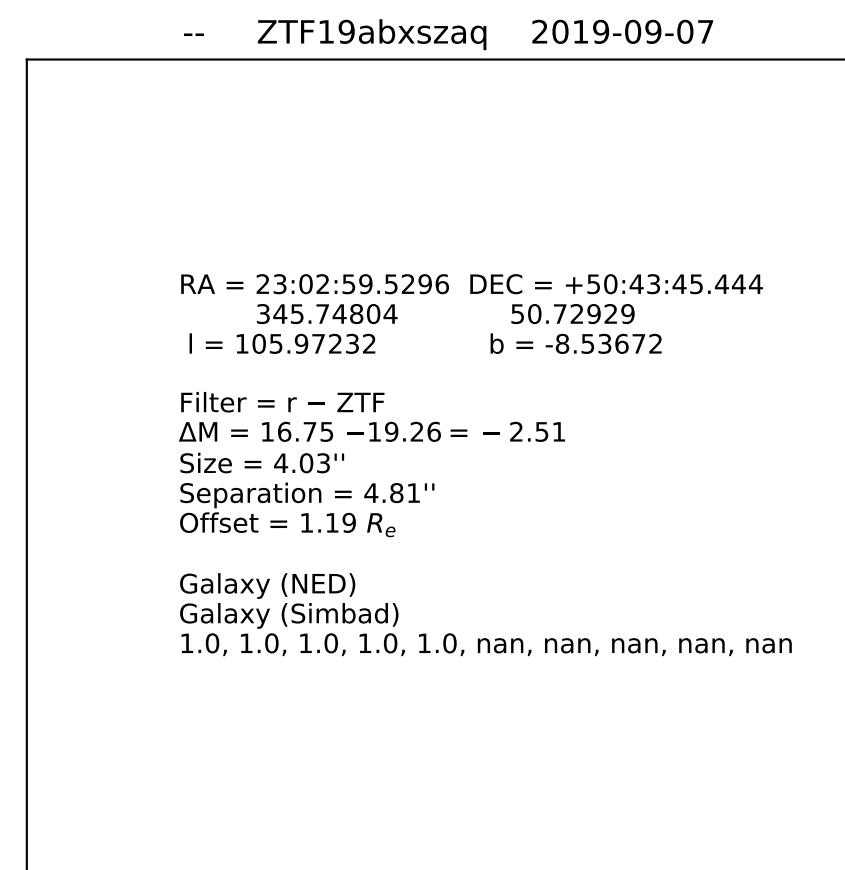 -- ZTF19abxszaq 2019-09-07
RA = 23:02:59.5296 DEC = +50:43:45.444
345.74804 50.72929
l = 105.97232 b = -8.53672
Filter = r − ZTF
ΔM = 16.75 −19.26 = − 2.51
Size = 4.03''
Separation = 4.81''
Offset = 1.19 Rₑ
Galaxy (NED)
Galaxy (Simbad)
1.0, 1.0, 1.0, 1.0, 1.0, nan, nan, nan, nan, nan